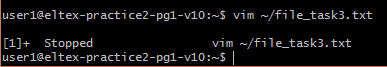 user1@eltex-practice2-pg1-v10:~$ vim ~/file_task3.txt
[1]+  Stopped                 vim ~/file_task3.txt
user1@eltex-practice2-pg1-v10:~$